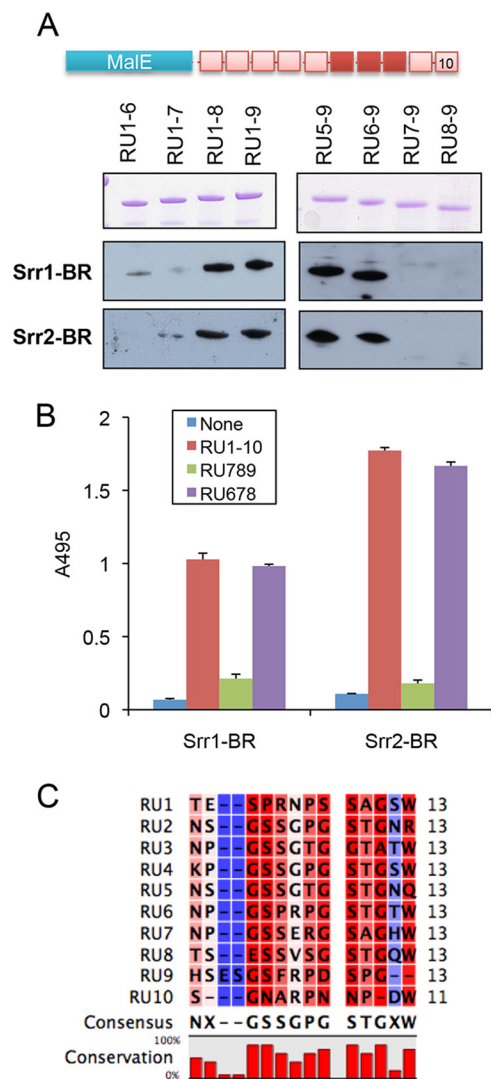 A
MalE 10
RU1-6 RU1-7 RU1-8 RU1-9 RU5-9 RU6-9 RU7-9 RU8-9
Srr1-BR
Srr2-BR
B
None
RU1-10
RU789
RU678
2
1.5
1
0.5
0
A495
Srr1-BR Srr2-BR
C
RU1 TE--SPRNPS SAGSW 13
RU2 NS--GSSGPG STGNR 13
RU3 NP--GSSGTG GTATW 13
RU4 KP--GSSGPG STGSW 13
RU5 NS--GSSGTG STGNQ 13
RU6 NP--GSPRPG STGTW 13
RU7 NP--GSSERG SAGHW 13
RU8 TS--ESSVSG STGQW 13
RU9 HSESGSFRPD SPG-- 13
RU10 S---GNARPN NP-DW 11
Consensus NX--GSSGPG STGXW
100%
Conservation
0%